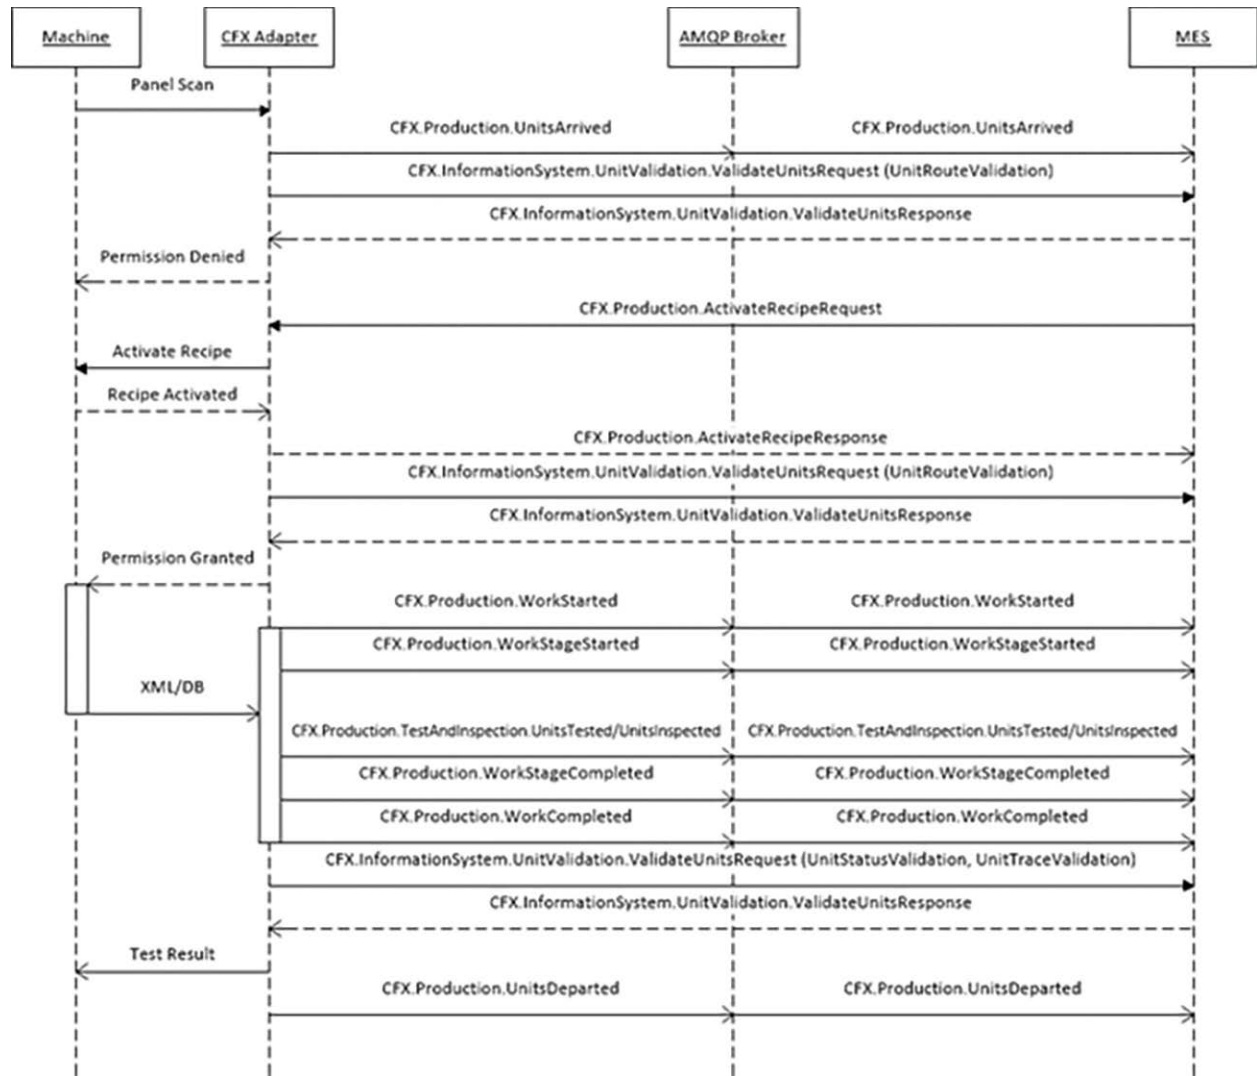 Machine
CFX Adapter
AMQP Broker
MES
Panel Scan
CFX.Production.UnitsArrived
CFX.Production.UnitsArrived
CFX.InformationSystem.UnitValidation.ValidateUnitsRequest (UnitRouteValidation)
CFX.InformationSystem.UnitValidation.ValidateUnitsResponse
Permission Denied
CFX.Production.ActivateRecipeRequest
Activate Recipe
Recipe Activated
CFX.Production.ActivateRecipeResponse
CFX.InformationSystem.UnitValidation.ValidateUnitsRequest (UnitRouteValidation)
CFX.InformationSystem.UnitValidation.ValidateUnitsResponse
Permission Granted
CFX.Production.WorkStarted
CFX.Production.WorkStarted
CFX.Production.WorkStageStarted
CFX.Production.WorkStageStarted
XML/DB
CFX.Production.TestAndInspection.UnitsTested/UnitsInspected
CFX.Production.TestAndInspection.UnitsTested/UnitsInspected
CFX.Production.WorkStageCompleted
CFX.Production.WorkStageCompleted
CFX.Production.WorkCompleted
CFX.Production.WorkCompleted
CFX.InformationSystem.UnitValidation.ValidateUnitsRequest (UnitStatusValidation, UnitTraceValidation)
CFX.InformationSystem.UnitValidation.ValidateUnitsResponse
Test Result
CFX.Production.UnitsDeparted
CFX.Production.UnitsDeparted